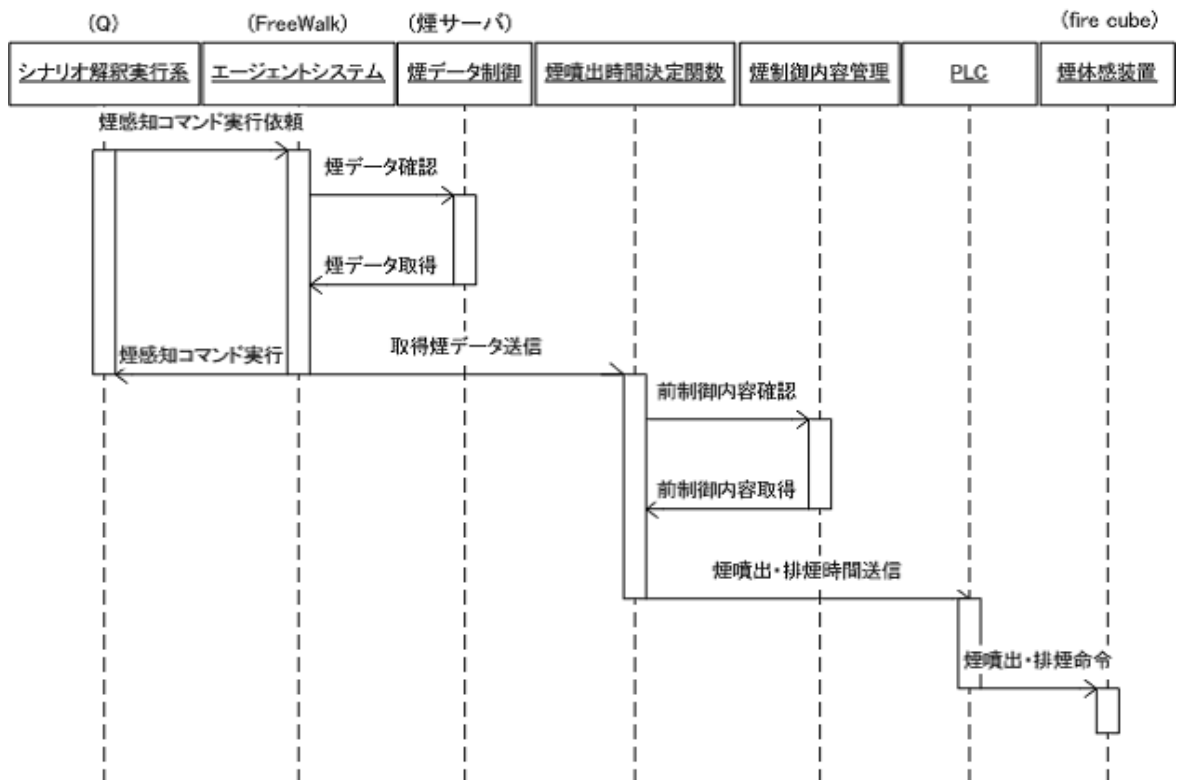 (Q)
(FreeWalk)
(煙サーバ)
(fire cube)
シナリオ解釈実行系
エージェントシステム
煙データ制御
煙噴出時間決定関数
煙制御内容管理
PLC
煙体感装置
煙感知コマンド実行依頼
煙データ確認
煙データ取得
煙感知コマンド実行
取得煙データ送信
前制御内容確認
前制御内容取得
煙噴出・排煙時間送信
煙噴出・排煙命令